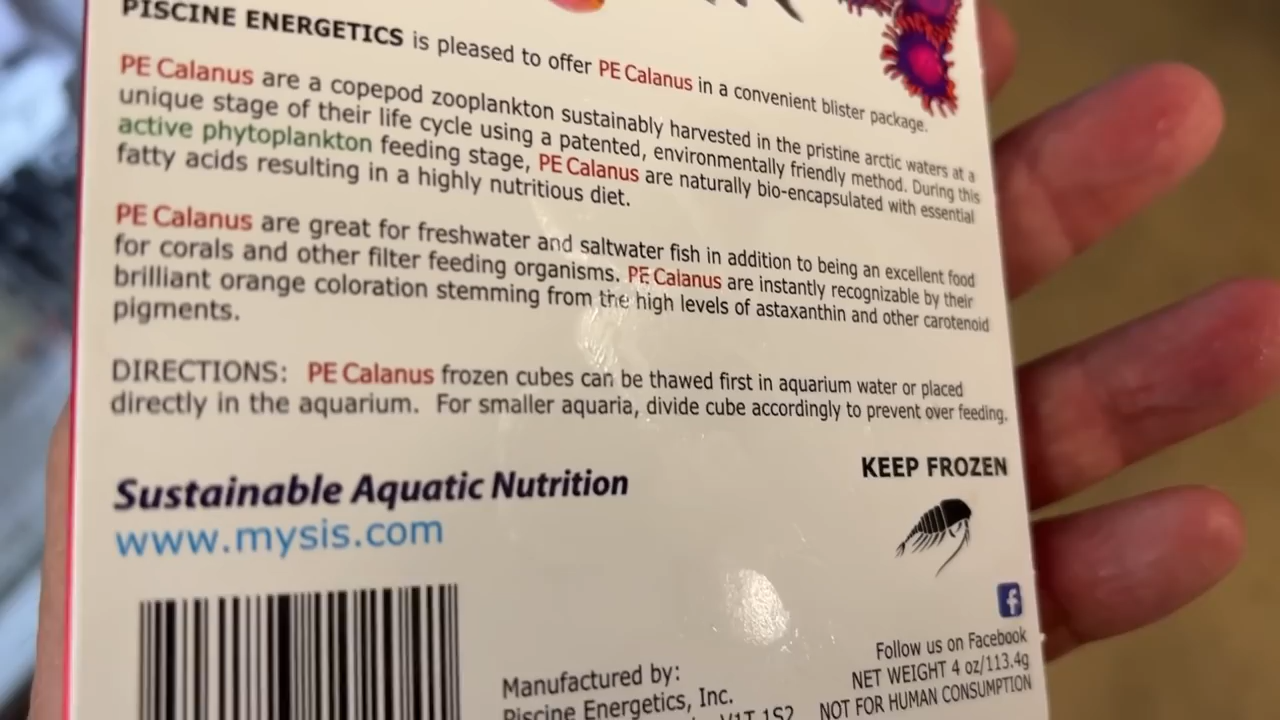 PISCINE ENERGETICS is pleased to offer PE Calanus in a convenient blister package.
PE Calanus are a copepod zooplankton sustainably harvested in the pristine arctic waters at a
unique stage of their life cycle using a patented, environmentally friendly method. During this
active phytoplankton feeding stage, PE Calanus are naturally bio-encapsulated with essential
fatty acids resulting in a highly nutritious diet.
PE Calanus are great for freshwater and saltwater fish in addition to being an excellent food
for corals and other filter feeding organisms. PE Calanus are instantly recognizable by their
brilliant orange coloration stemming from the high levels of astaxanthin and other carotenoid
pigments.
DIRECTIONS: PE Calanus frozen cubes can be thawed first in aquarium water or placed
directly in the aquarium. For smaller aquaria, divide cube accordingly to prevent over feeding.
KEEP FROZEN
Sustainable Aquatic Nutrition
www.mysis.com
f
Follow us on Facebook
NET WEIGHT 4 oz/113.4g
NOT FOR HUMAN CONSUMPTION
Manufactured by:
Piscine Energetics, Inc.
V1T 1S2